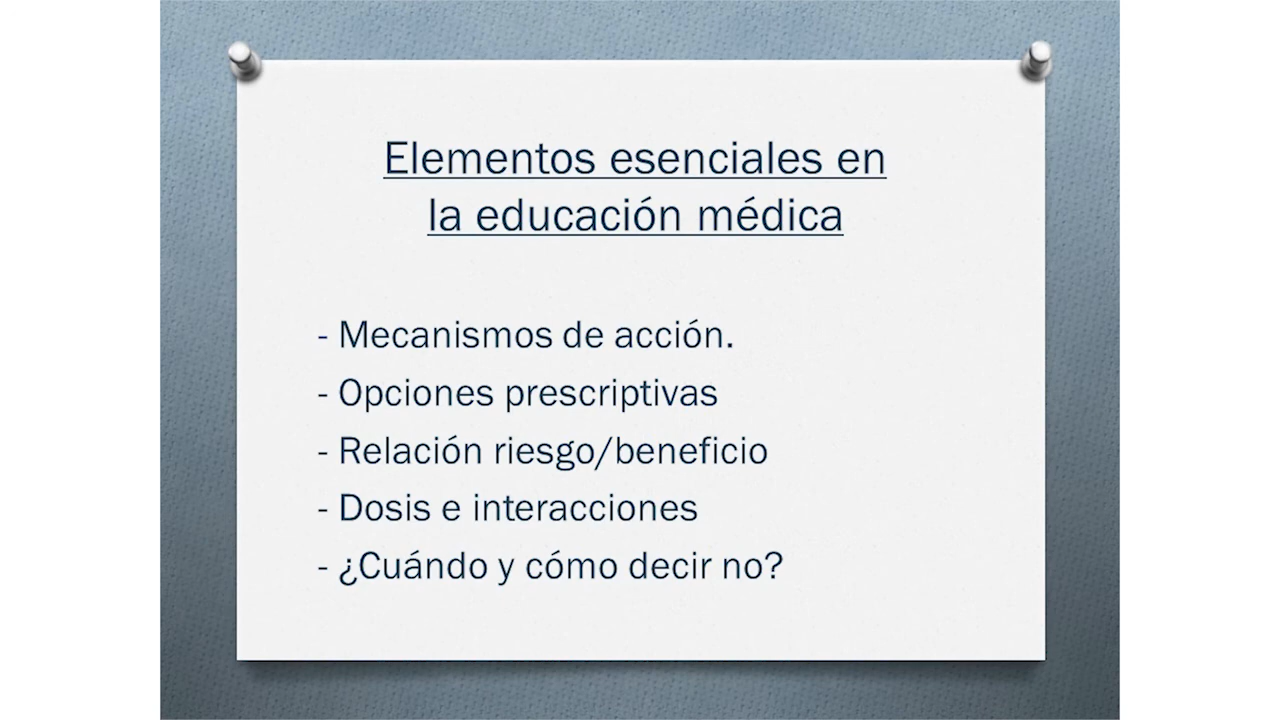 Elementos esenciales en
la educación médica
- Mecanismos de acción.
- Opciones prescriptivas
- Relación riesgo/beneficio
- Dosis e interacciones
- ¿Cuándo y cómo decir no?